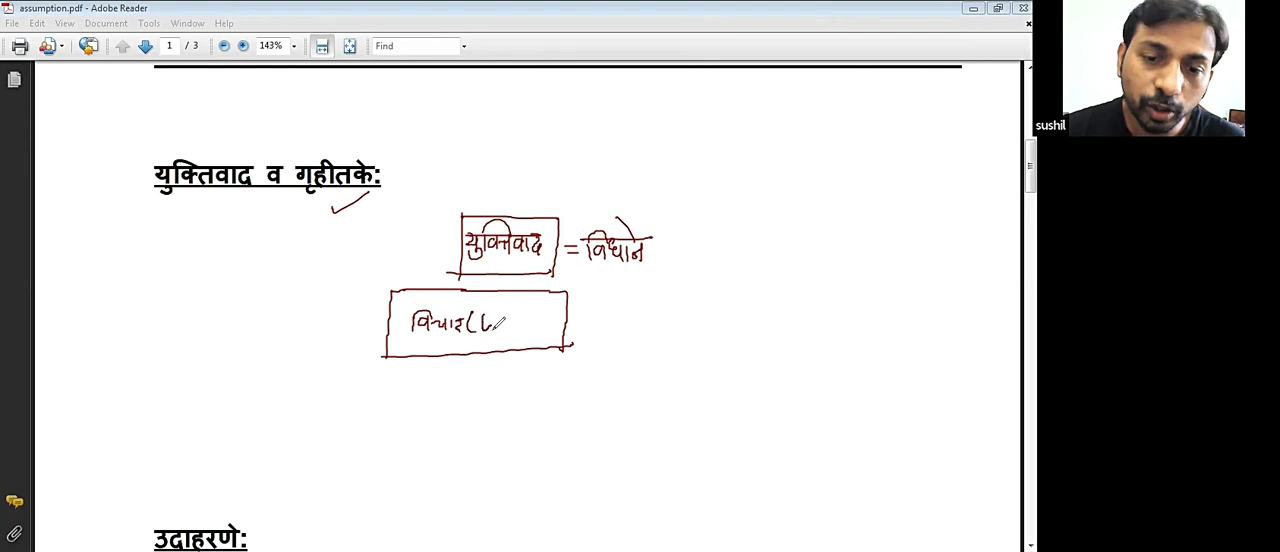 assumption.pdf - Adobe Reader
File Edit View Document Tools Window Help
1 / 3 143% Find
sushil
युक्तिवाद व गृहीतके:
युक्तिवाद = विधान
विचार (
उदाहरणे: